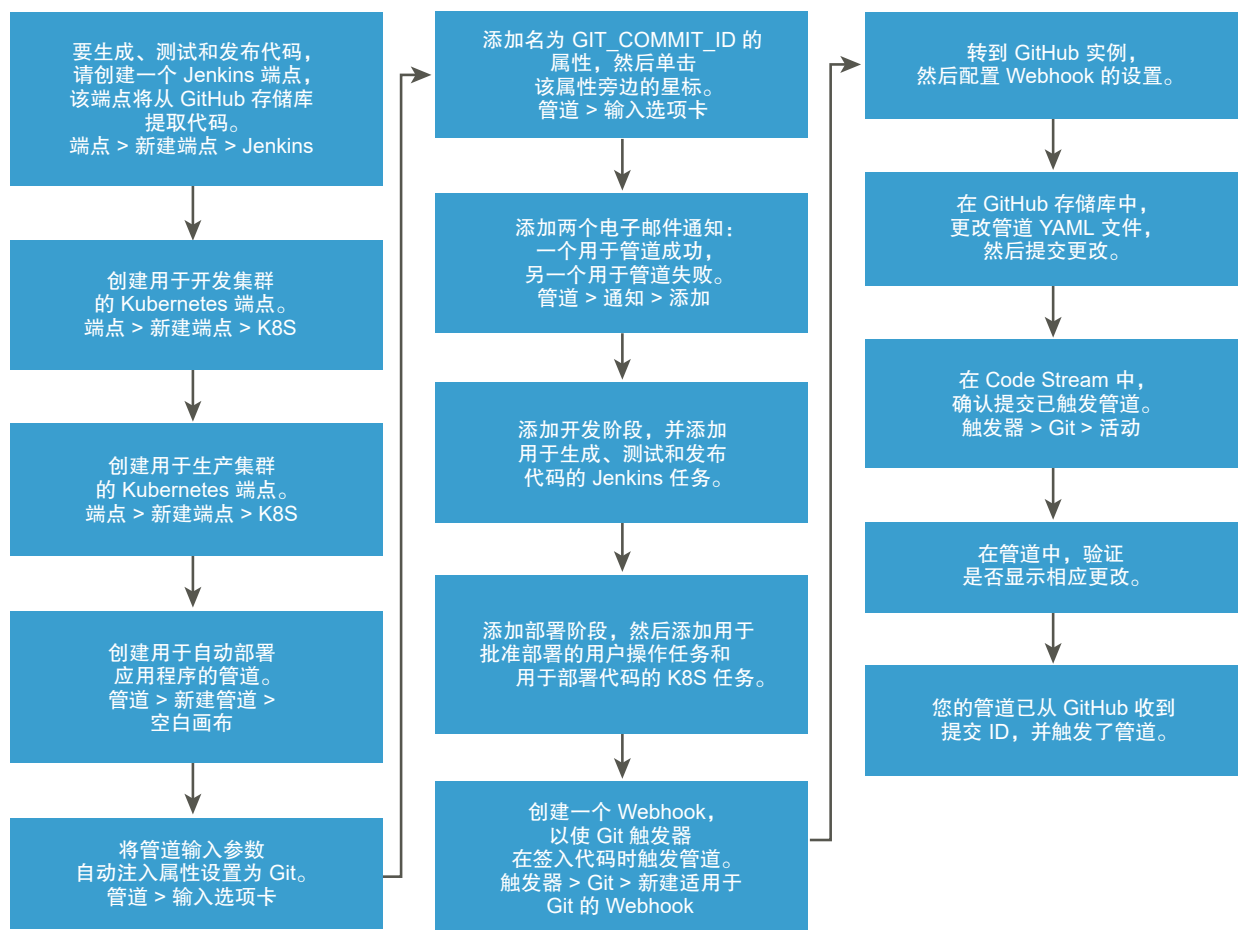 要生成、测试和发布代码，
请创建一个 Jenkins 端点，
该端点将从 GitHub 存储库
提取代码。
端点 > 新建端点 > Jenkins
创建用于开发集群
的 Kubernetes 端点。
端点 > 新建端点 > K8S
创建用于生产集群
的 Kubernetes 端点。
端点 > 新建端点 > K8S
创建用于自动部署
应用程序的管道。
管道 > 新建管道 >
空白画布
将管道输入参数
自动注入属性设置为 Git。
管道 > 输入选项卡
添加名为 GIT_COMMIT_ID 的
属性，然后单击
该属性旁边的星标。
管道 > 输入选项卡
添加两个电子邮件通知：
一个用于管道成功，
另一个用于管道失败。
管道 > 通知 > 添加
添加开发阶段，并添加
用于生成、测试和发布
代码的 Jenkins 任务。
添加部署阶段，然后添加用于
批准部署的用户操作任务和
用于部署代码的 K8S 任务。
创建一个 Webhook，
以使 Git 触发器
在签入代码时触发管道。
触发器 > Git > 新建适用于
Git 的 Webhook
转到 GitHub 实例，
然后配置 Webhook 的设置。
在 GitHub 存储库中，
更改管道 YAML 文件，
然后提交更改。
在 Code Stream 中，
确认提交已触发管道。
触发器 > Git > 活动
在管道中，验证
是否显示相应更改。
您的管道已从 GitHub 收到
提交 ID，并触发了管道。